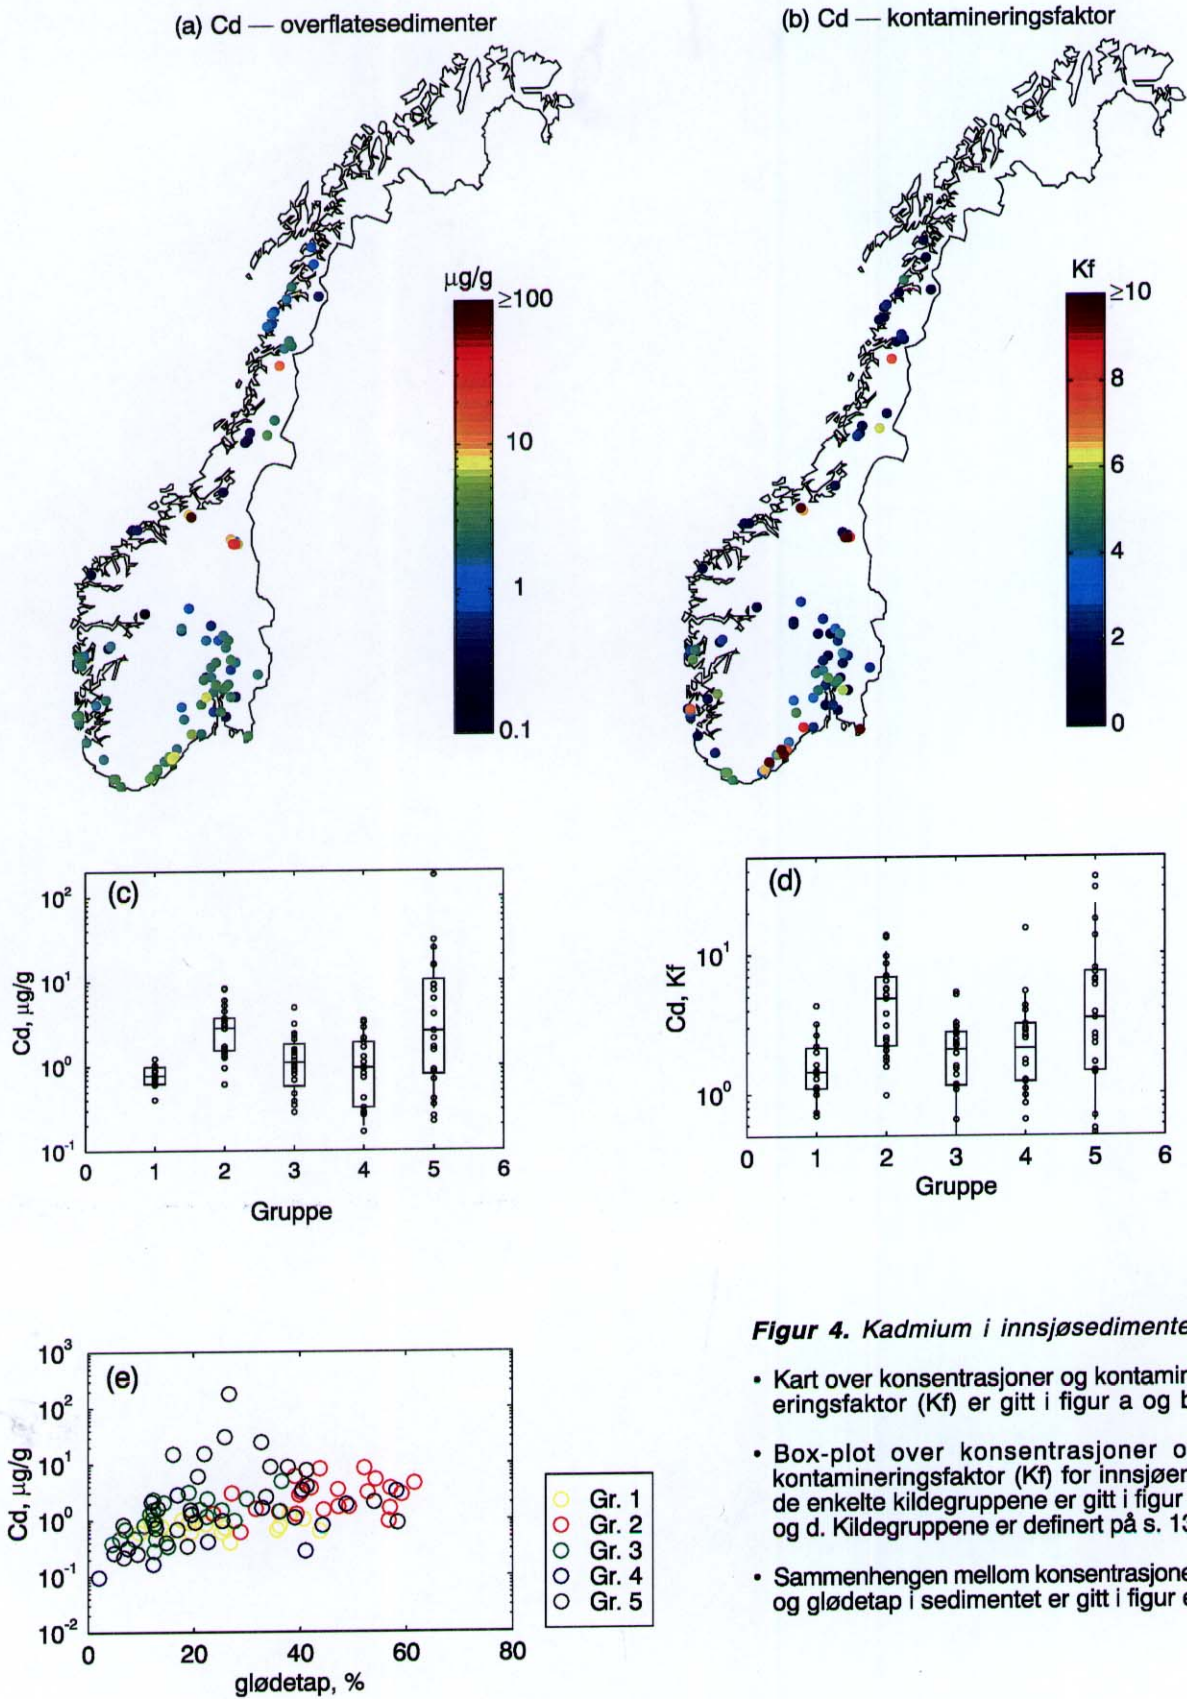 (a) Cd — overflatesedimenter
(b) Cd — kontamineringsfaktor
µg/g
≥100
10
1
0.1
Kf
≥10
8
6
4
2
0
(c)
Cd, µg/g
10²
10¹
10⁰
10⁻¹
0 1 2 3 4 5 6
Gruppe
(d)
Cd, Kf
10¹
10⁰
0 1 2 3 4 5 6
Gruppe
(e)
Cd, µg/g
10³
10²
10¹
10⁰
10⁻¹
10⁻²
0 20 40 60 80
glødetap, %
Gr. 1
Gr. 2
Gr. 3
Gr. 4
Gr. 5
Figur 4. Kadmium i innsjøsedimente
• Kart over konsentrasjoner og kontamin
eringsfaktor (Kf) er gitt i figur a og b
• Box-plot over konsentrasjoner o
kontamineringsfaktor (Kf) for innsjøer
de enkelte kildegruppene er gitt i figur
og d. Kildegruppene er definert på s. 13
• Sammenhengen mellom konsentrasjone
og glødetap i sedimentet er gitt i figur e